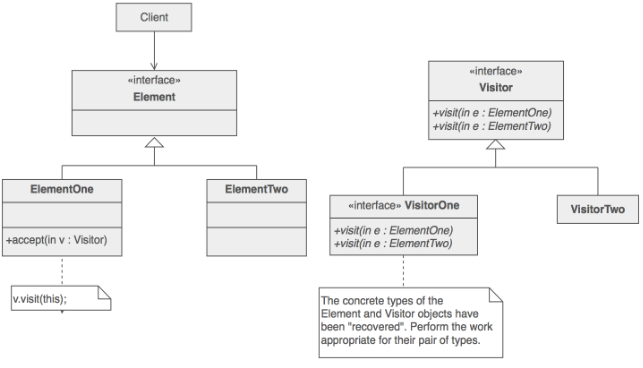 Client
«interface»
Element
ElementOne
+accept(in v : Visitor)
v.visit(this);
ElementTwo
«interface»
Visitor
+visit(in e : ElementOne)
+visit(in e : ElementTwo)
«interface» VisitorOne
+visit(in e : ElementOne)
+visit(in e : ElementTwo)
VisitorTwo
The concrete types of the
Element and Visitor objects have
been "recovered". Perform the work
appropriate for their pair of types.